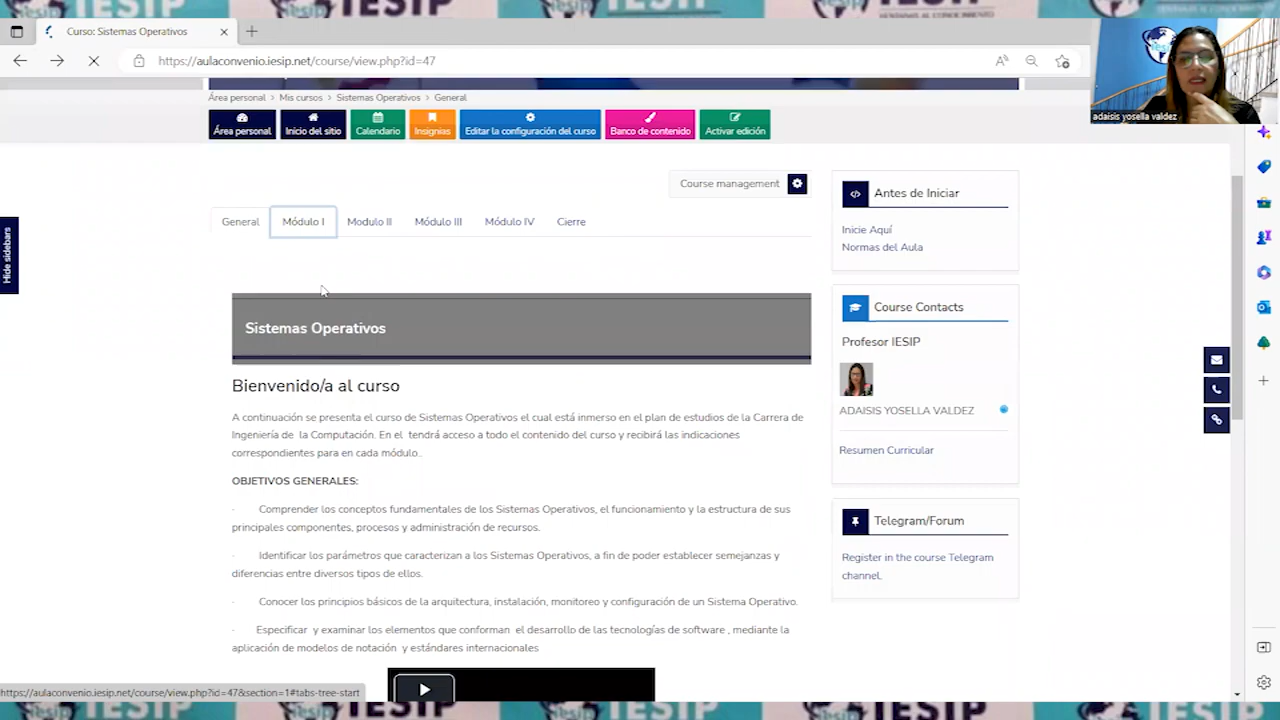 IESIP
Curso: Sistemas Operativos
https://aulaconvenio.iesip.net/course/view.php?id=47
adaisis yosella valdez
Área personal
Mis cursos
Sistemas Operativos
General
Área personal
Inicio del sitio
Calendario
Insignias
Editar la configuración del curso
Banco de contenido
Activar edición
Course management
General
Módulo I
Modulo II
Módulo III
Módulo IV
Cierre
Hide sidebars
Sistemas Operativos
Bienvenido/a al curso
A continuación se presenta el curso de Sistemas Operativos el cual está inmerso en el plan de estudios de la Carrera de
Ingeniería de la Computación. En el tendrá acceso a todo el contenido del curso y recibirá las indicaciones
correspondientes para en cada módulo..
OBJETIVOS GENERALES:
· Comprender los conceptos fundamentales de los Sistemas Operativos, el funcionamiento y la estructura de sus
principales componentes, procesos y administración de recursos.
· Identificar los parámetros que caracterizan a los Sistemas Operativos, a fin de poder establecer semejanzas y
diferencias entre diversos tipos de ellos.
· Conocer los principios básicos de la arquitectura, instalación, monitoreo y configuración de un Sistema Operativo.
· Especificar y examinar los elementos que conforman el desarrollo de las tecnologías de software , mediante la
aplicación de modelos de notación y estándares internacionales
Antes de Iniciar
Inicie Aquí
Normas del Aula
Course Contacts
Profesor IESIP
ADAISIS YOSELLA VALDEZ
Resumen Curricular
Telegram/Forum
Register in the course Telegram
channel.
https://aulaconvenio.iesip.net/course/view.php?id=47&section=1#tabs-tree-start